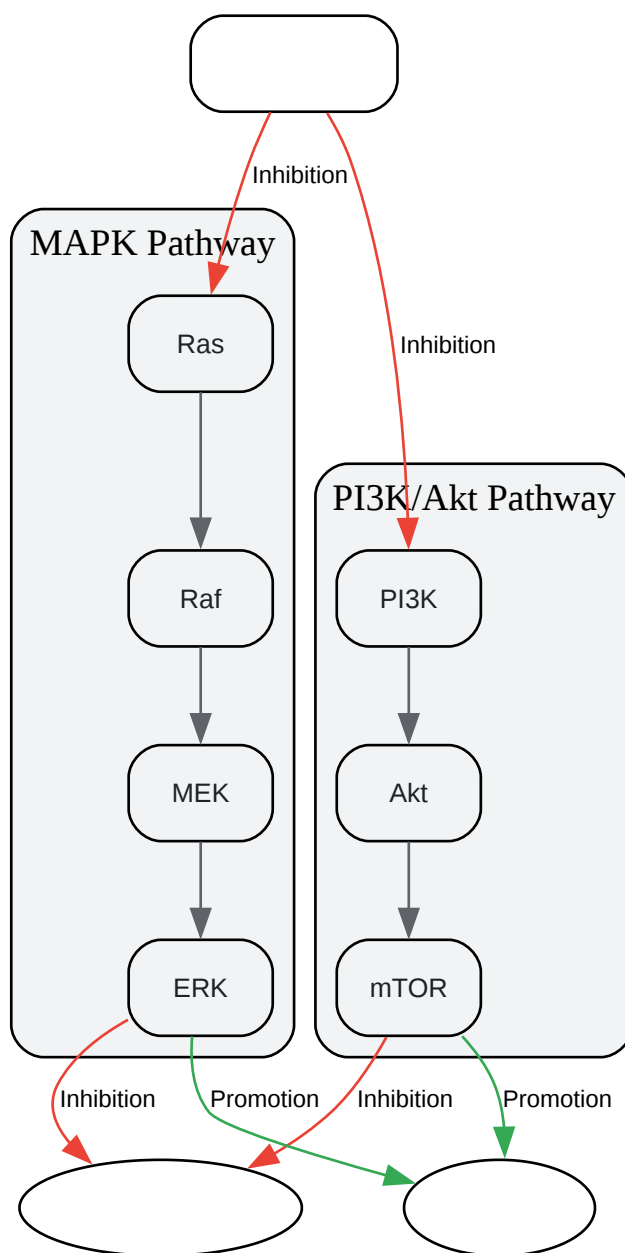 Inhibition
MAPK Pathway
Ras
Inhibition
PI3K/Akt Pathway
Raf
PI3K
MEK
Akt
ERK
mTOR
Inhibition
Promotion
Inhibition
Promotion